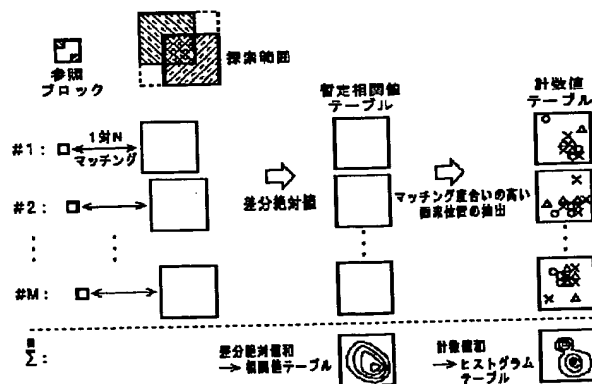 参照
ブロック
探索範囲
暫定相関値
テーブル
計数値
テーブル
#1:
1対N
マッチング
#2:
差分絶対値
マッチング度合いの高い
画素位置の抽出
#M:
Σ:
差分絶対値和
→ 相関値テーブル
計数値和
→ ヒストグラム
テーブル